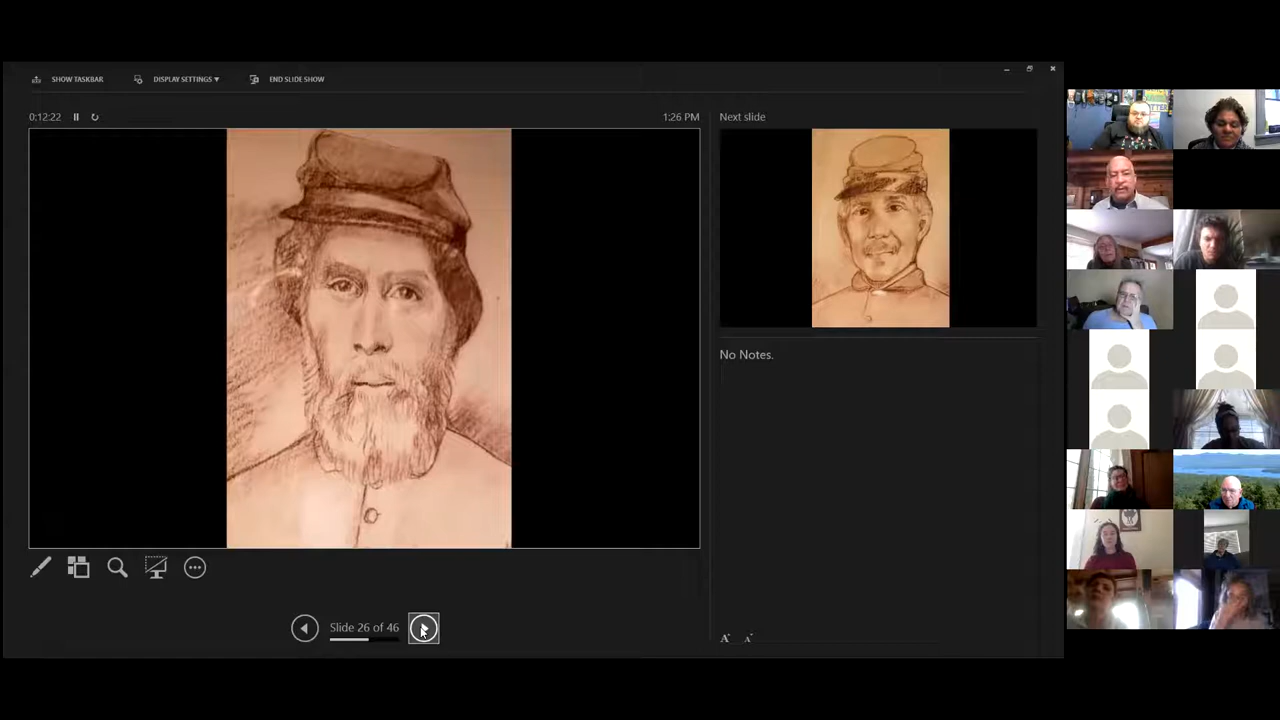 SHOW TASKBAR
DISPLAY SETTINGS ▼
END SLIDE SHOW
0:12:22
1:26 PM
Next slide
No Notes.
Slide 26 of 46
A A